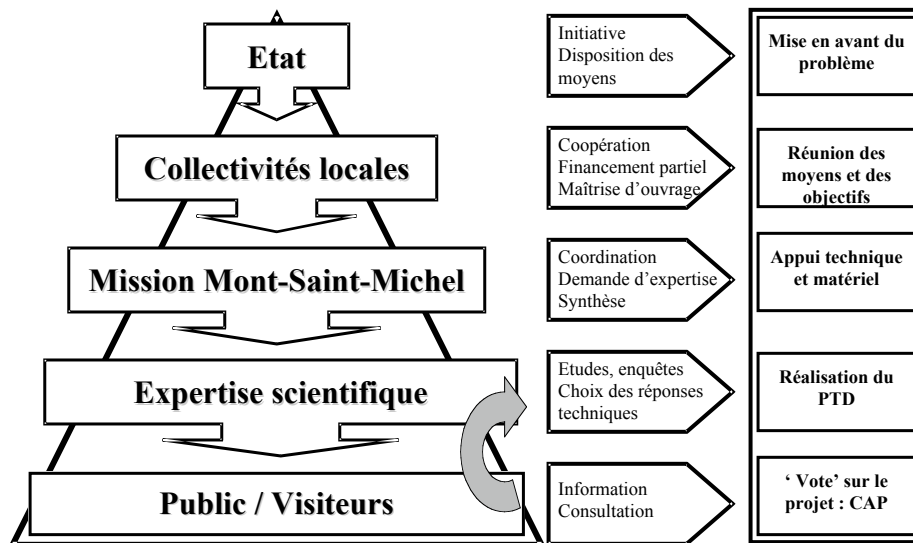 Etat
Initiative
Disposition des
moyens
Mise en avant du
problème
Collectivités locales
Coopération
Financement partiel
Maîtrise d’ouvrage
Réunion des
moyens et des
objectifs
Mission Mont-Saint-Michel
Coordination
Demande d’expertise
Synthèse
Appui technique
et matériel
Expertise scientifique
Etudes, enquêtes
Choix des réponses
techniques
Réalisation du
PTD
Public / Visiteurs
Information
Consultation
‘ Vote’ sur le
projet : CAP